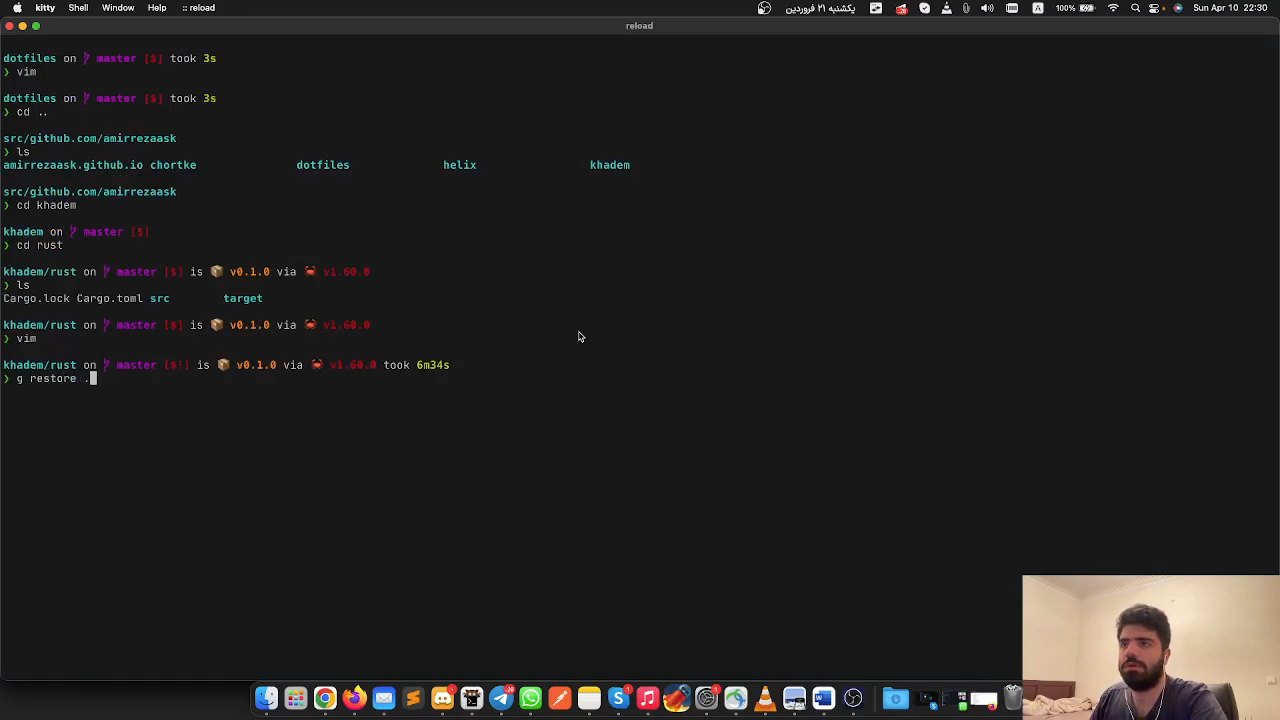 kitty Shell Window Help :: reload یکشنبه ۲۱ فروردین A 100% Sun Apr 10 22:30
reload
dotfiles on master [$] took 3s
❯ vim
dotfiles on master [$] took 3s
❯ cd ..
src/github.com/amirrezaask
❯ ls
amirrezaask.github.io chortke dotfiles helix khadem
src/github.com/amirrezaask
❯ cd khadem
khadem on master [$]
❯ cd rust
khadem/rust on master [$] is 📦 v0.1.0 via 🦀 v1.60.0
❯ ls
Cargo.lock Cargo.toml src target
khadem/rust on master [$] is 📦 v0.1.0 via 🦀 v1.60.0
❯ vim
khadem/rust on master [$!] is 📦 v0.1.0 via 🦀 v1.60.0 took 6m34s
❯ g restore .